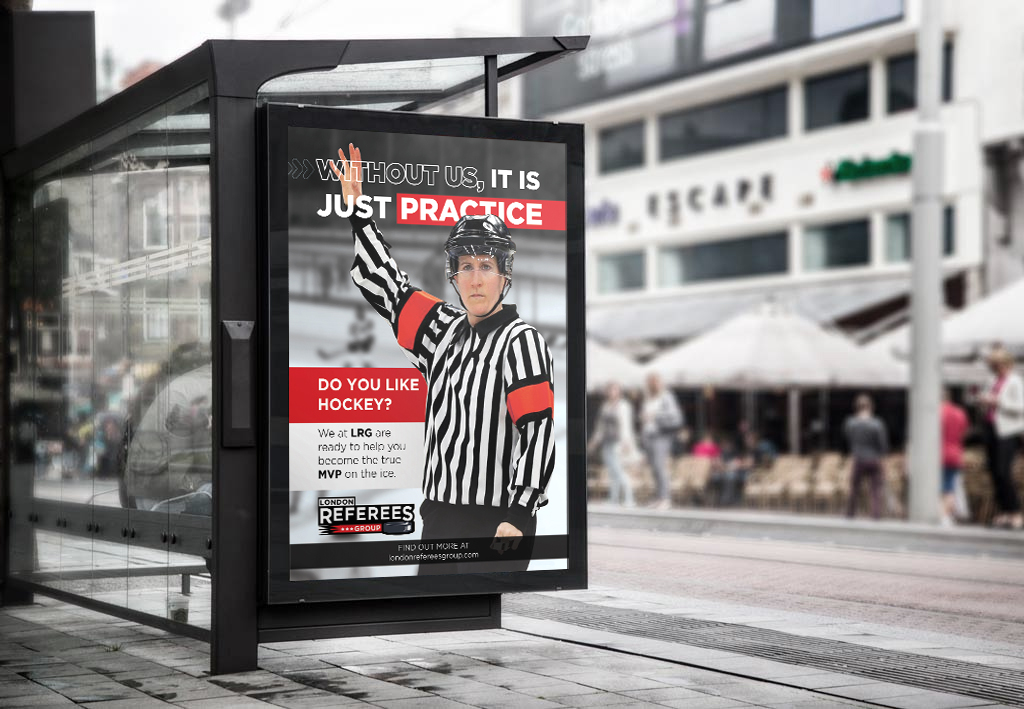 WITHOUT US, IT IS
JUST PRACTICE
DO YOU LIKE
HOCKEY?
We at LRG are
ready to help you
become the true
MVP on the ice.
LONDON
REFEREES
GROUP
FIND OUT MORE AT
londonrefereesgroup.com
ESCAPE
Heineken